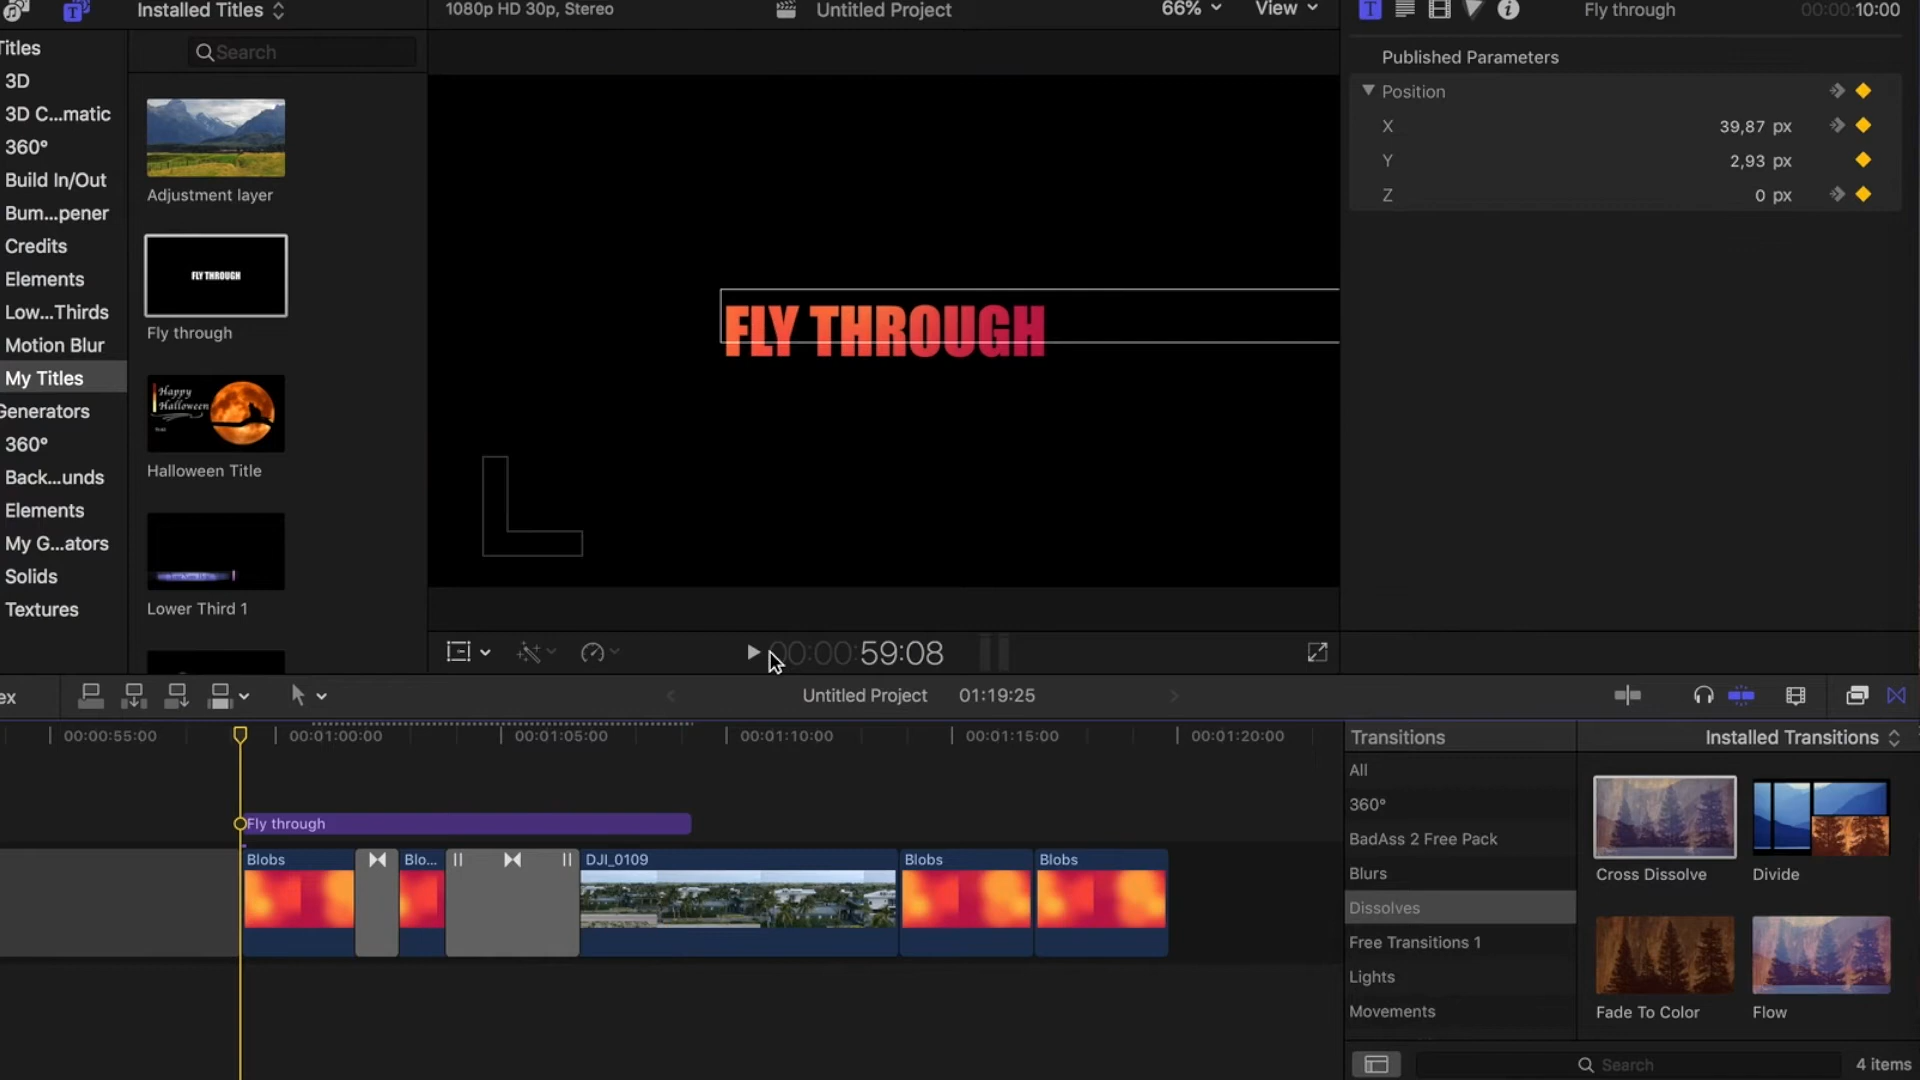 Installed Titles
1080p HD 30p, Stereo
Untitled Project
66%
View
Fly through
00:00:10:00
Titles
3D
3D C...matic
360°
Build In/Out
Bum...pener
Credits
Elements
Low...Thirds
Motion Blur
My Titles
Generators
360°
Back...unds
Elements
My G...ators
Solids
Textures
Search
Adjustment layer
FLY THROUGH
Fly through
Happy
Halloween
Halloween Title
Lower Third 1
FLY THROUGH
Published Parameters
Position
X
39,87 px
Y
2,93 px
Z
0 px
00:00:59:08
ex
Untitled Project
01:19:25
00:00:55:00
00:01:00:00
00:01:05:00
00:01:10:00
00:01:15:00
00:01:20:00
Fly through
Blobs
Blo...
DJI_0109
Blobs
Blobs
Transitions
All
360°
BadAss 2 Free Pack
Blurs
Dissolves
Free Transitions 1
Lights
Movements
Installed Transitions
Cross Dissolve
Divide
Fade To Color
Flow
Search
4 items